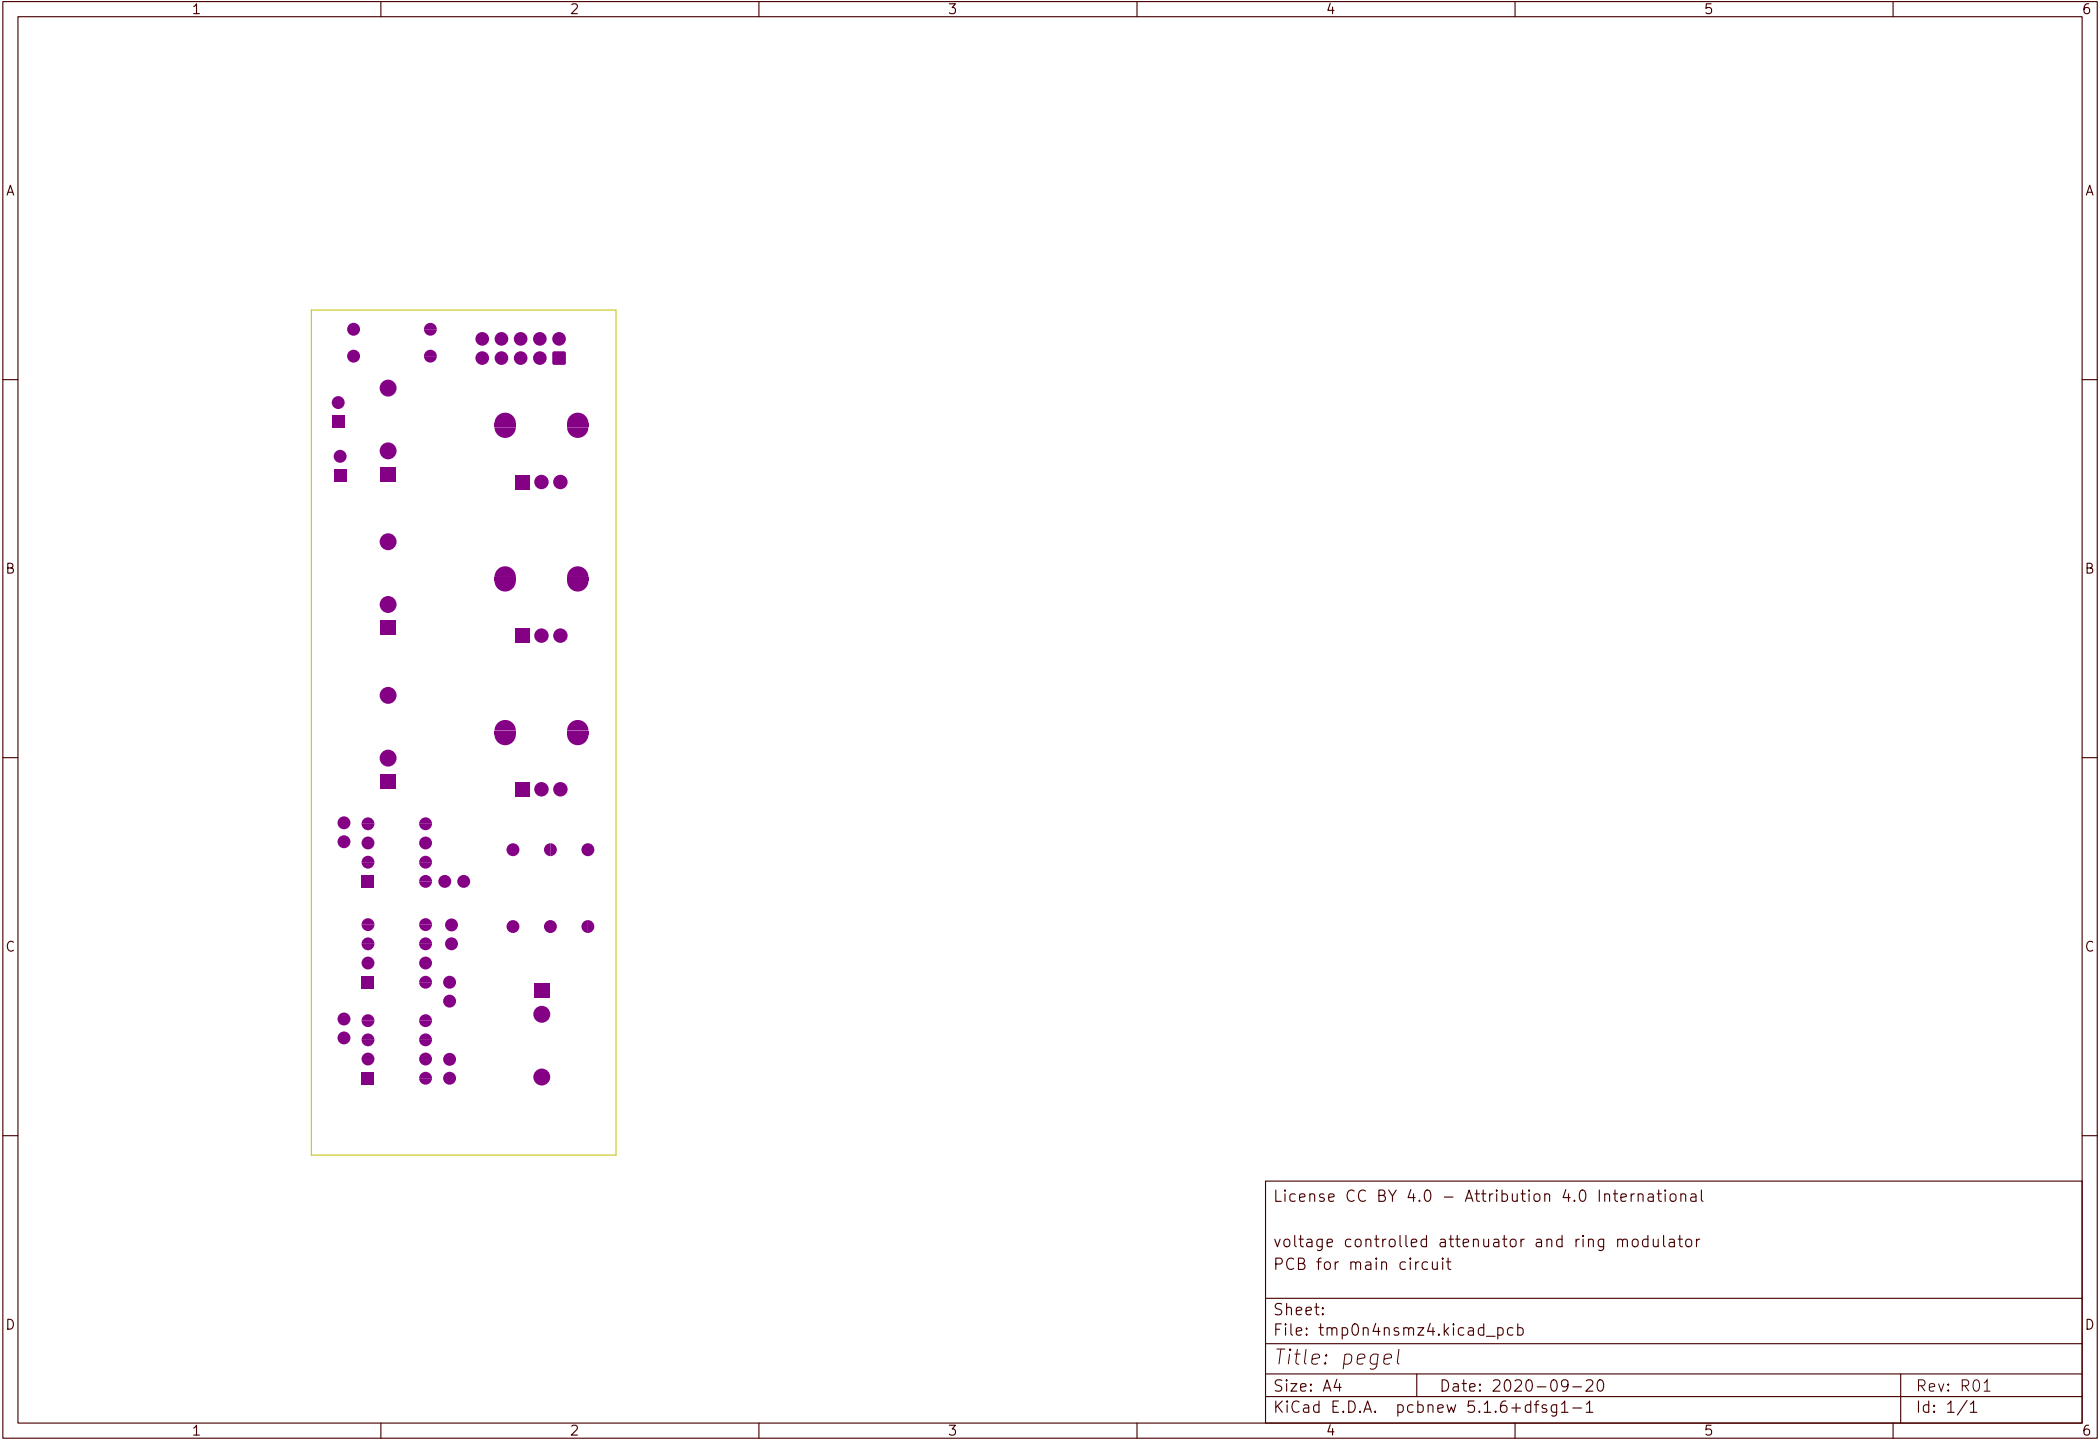 1 2 3 4 5 6
A A
B B
C C
License CC BY 4.0 – Attribution 4.0 International
voltage controlled attenuator and ring modulator
PCB for main circuit
Sheet:
File: tmp0n4nsmz4.kicad_pcb
D D
Title: pegel
Size: A4 Date: 2020-09-20 Rev: R01
KiCad E.D.A. pcbnew 5.1.6+dfsg1-1 Id: 1/1
1 2 3 4 5 6